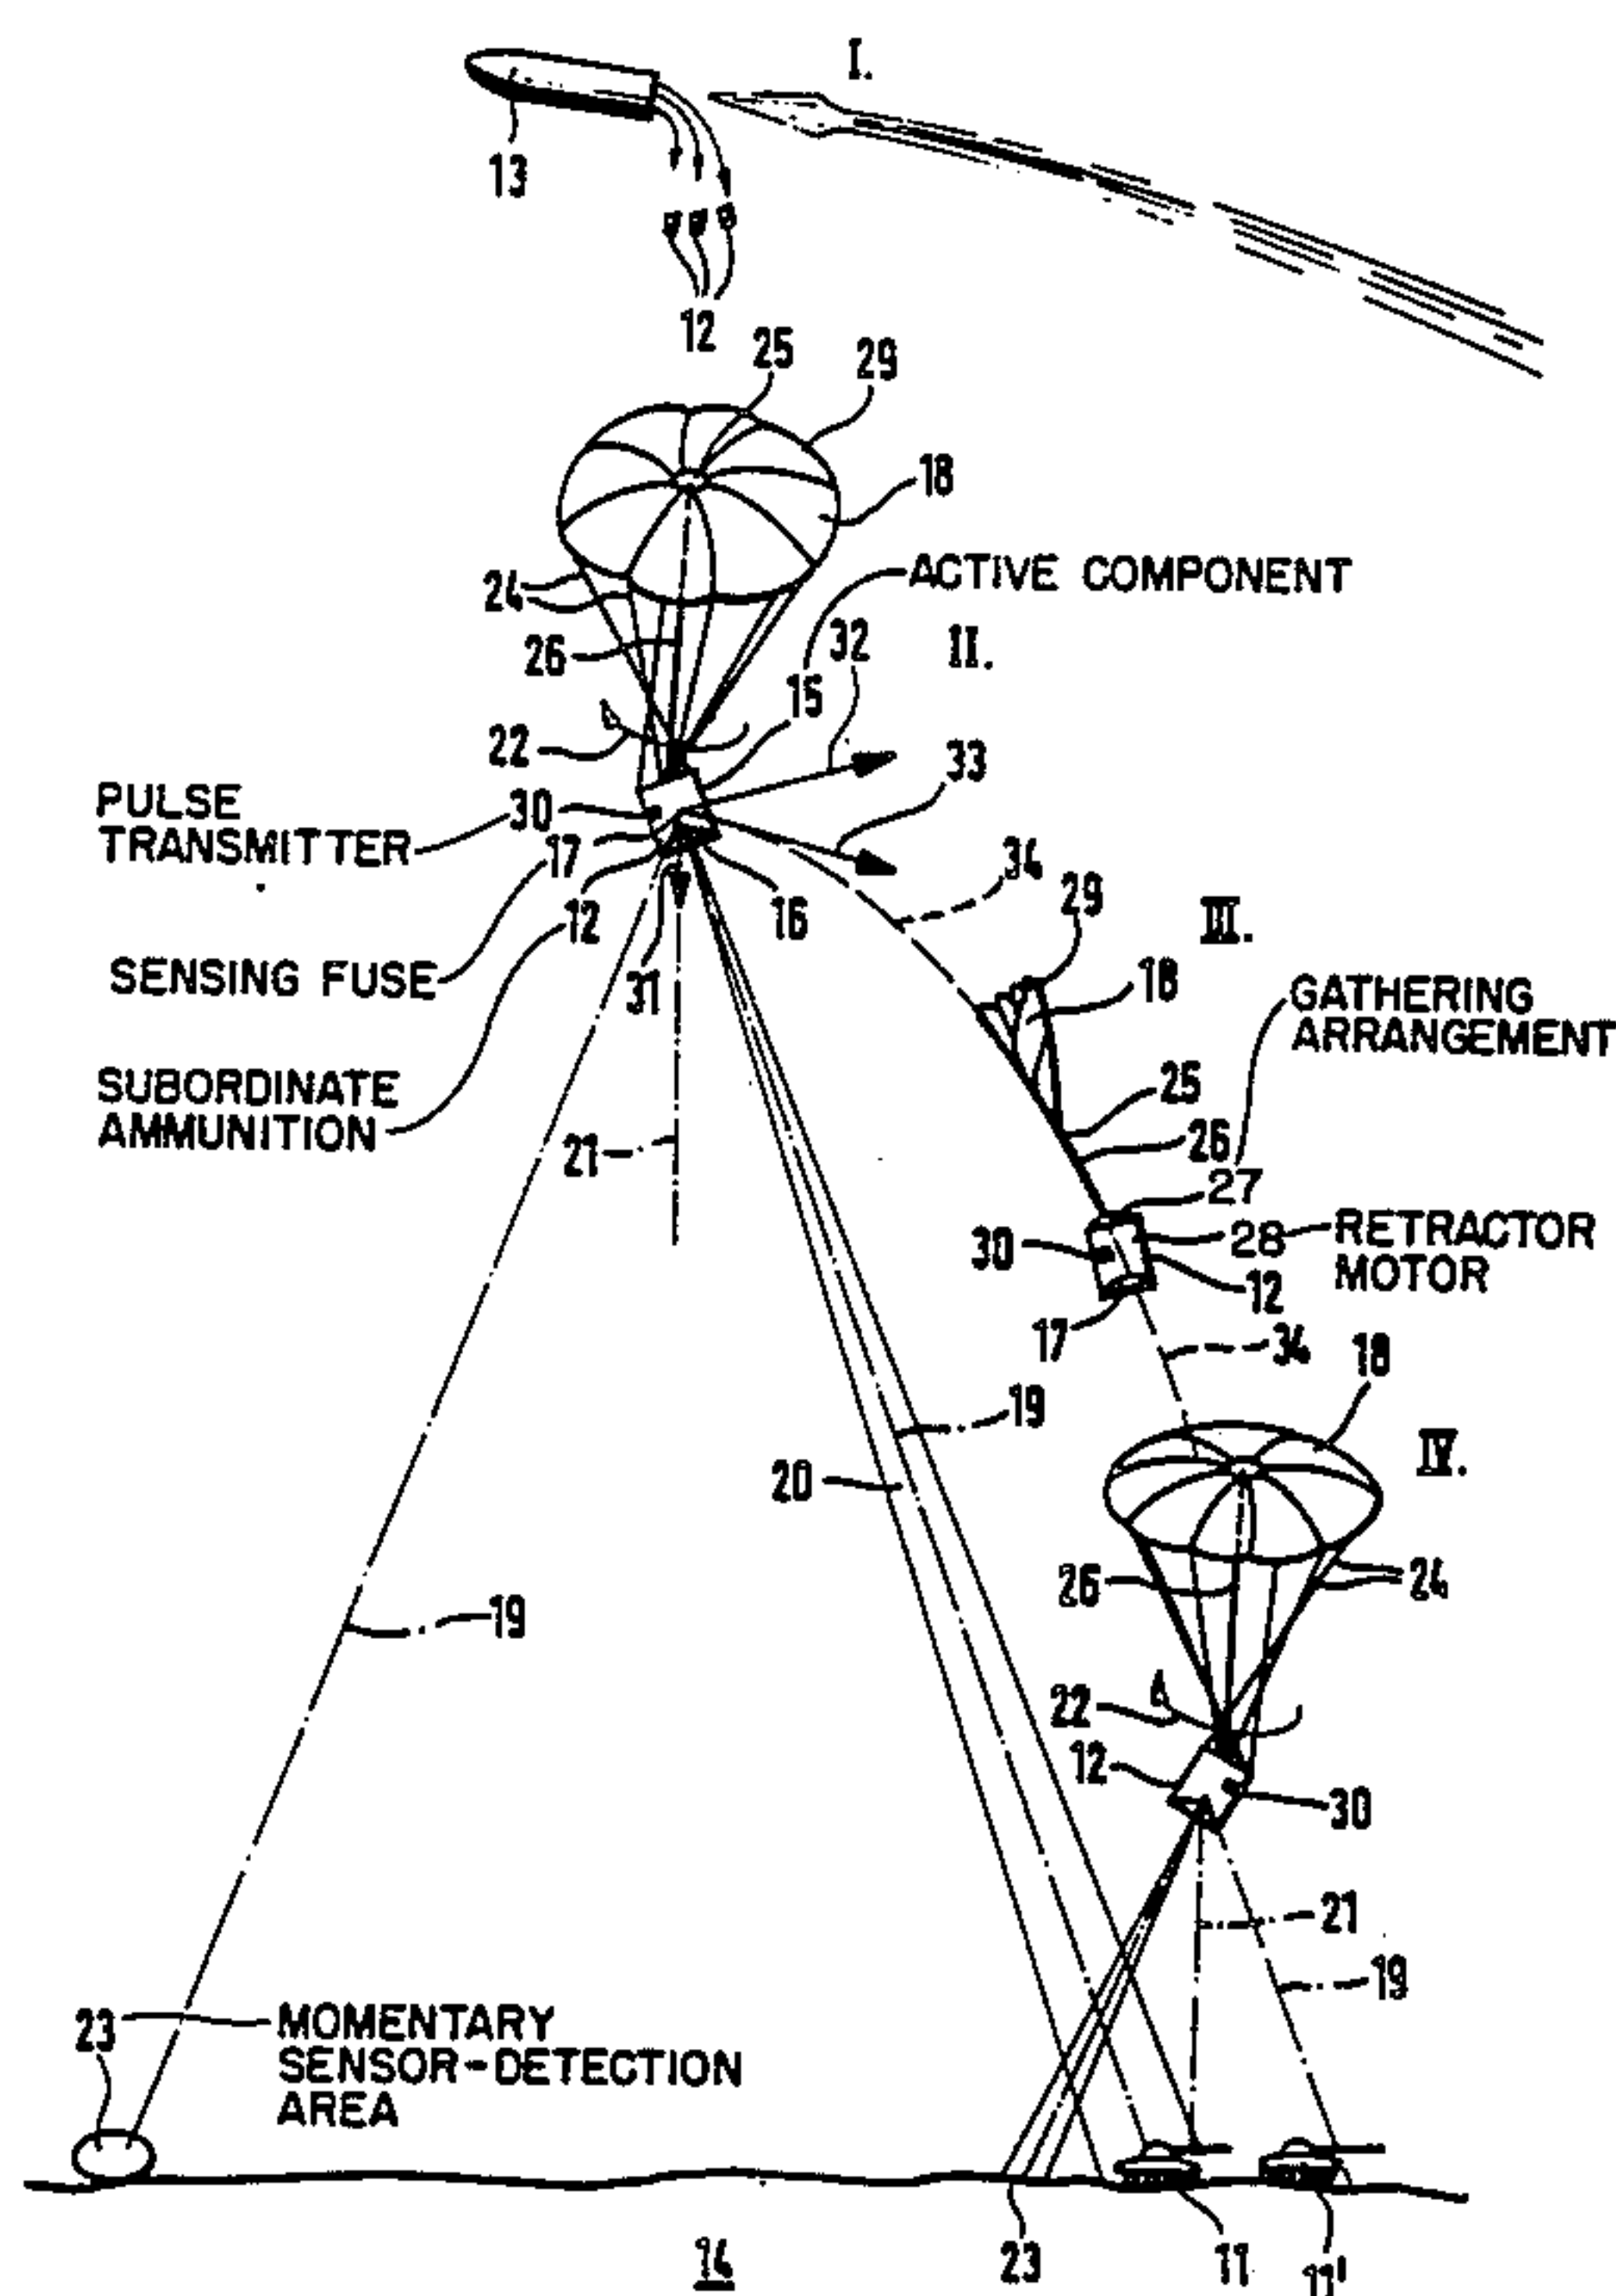 I.
13
12
25
29
18
24
ACTIVE COMPONENT
26
32
II.
15
22
33
PULSE
TRANSMITTER
30
17
34
12
16
29
III.
SENSING FUSE
31
18
GATHERING
ARRANGEMENT
SUBORDINATE
AMMUNITION
25
21
26
27
30
28
RETRACTOR
MOTOR
12
17
34
18
19
IV.
20
26
24
19
22
12
30
21
19
23
MOMENTARY
SENSOR-DETECTION
AREA
23
11
11'
14